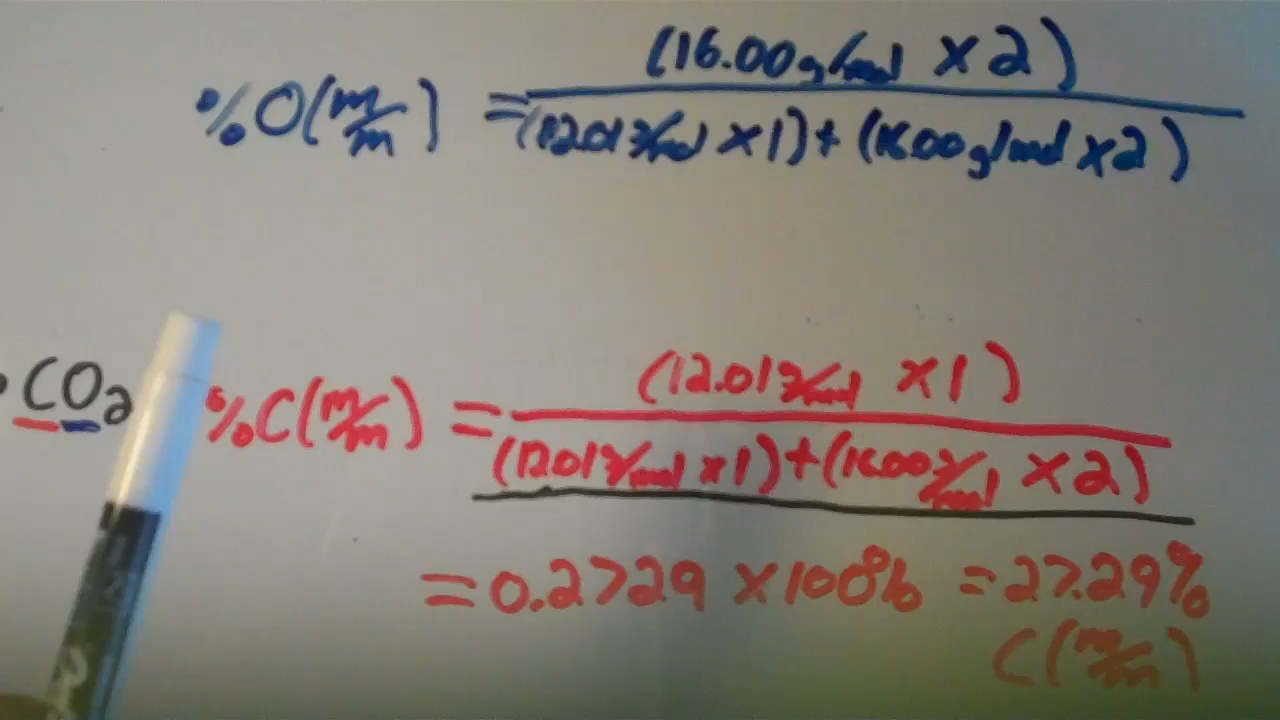 (16.00g/mol X 2)
%O(m/m) =
(12.01g/mol X 1) + (16.00g/mol X 2)
(12.01g/mol X 1)
CO2 %C(m/m) =
(12.01g/mol X 1) + (16.00g/mol X 2)
= 0.2729 X 100% = 27.29%
C(m/m)